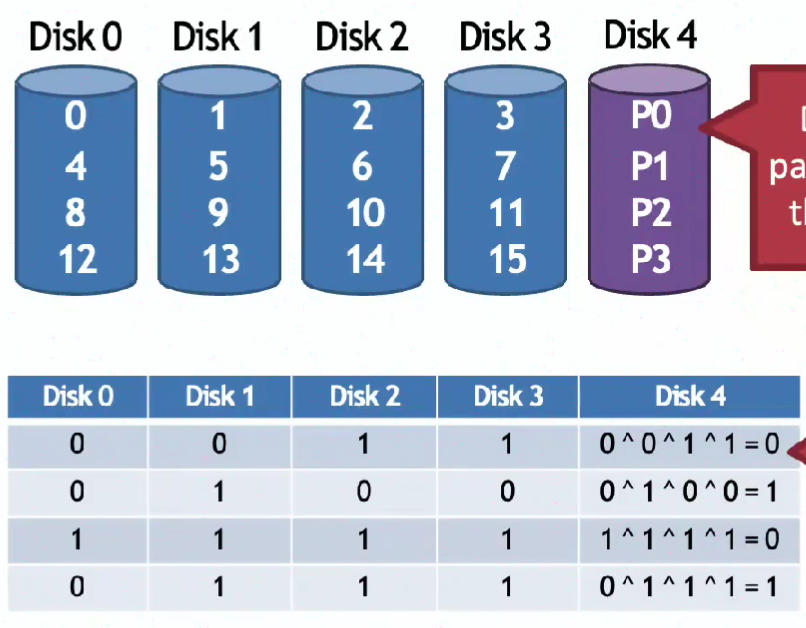 Disk 0 Disk 1 Disk 2 Disk 3 Disk 4
0 1 2 3 P0
4 5 6 7 P1
8 9 10 11 P2
12 13 14 15 P3
Disk 0 Disk 1 Disk 2 Disk 3 Disk 4
0 0 1 1 0 ^ 0 ^ 1 ^ 1 = 0
0 1 0 0 0 ^ 1 ^ 0 ^ 0 = 1
1 1 1 1 1 ^ 1 ^ 1 ^ 1 = 0
0 1 1 1 0 ^ 1 ^ 1 ^ 1 = 1